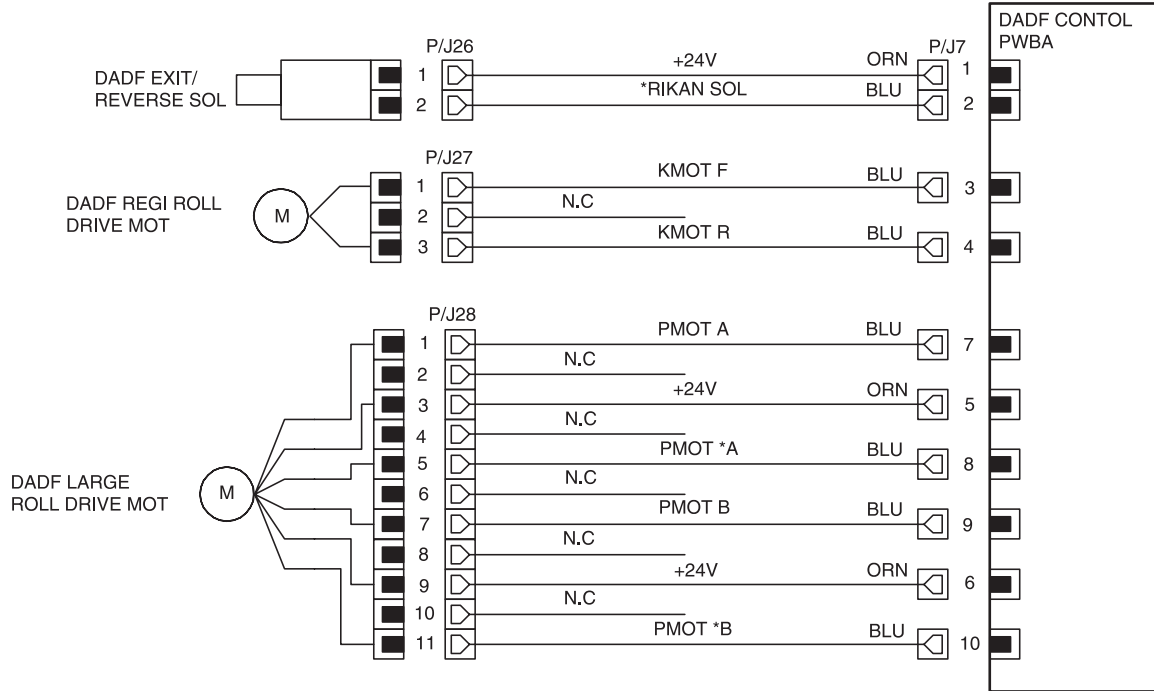 DADF CONTOL
PWBA
P/J26
P/J7
DADF EXIT/
REVERSE SOL
1 +24V ORN 1
2 *RIKAN SOL BLU 2
P/J27
DADF REGI ROLL
DRIVE MOT
M
1 KMOT F BLU 3
2 N.C
3 KMOT R BLU 4
P/J28
DADF LARGE
ROLL DRIVE MOT
M
1 PMOT A BLU 7
2 N.C
3 +24V ORN 5
4 N.C
5 PMOT *A BLU 8
6 N.C
7 PMOT B BLU 9
8 N.C
9 +24V ORN 6
10 N.C
11 PMOT *B BLU 10